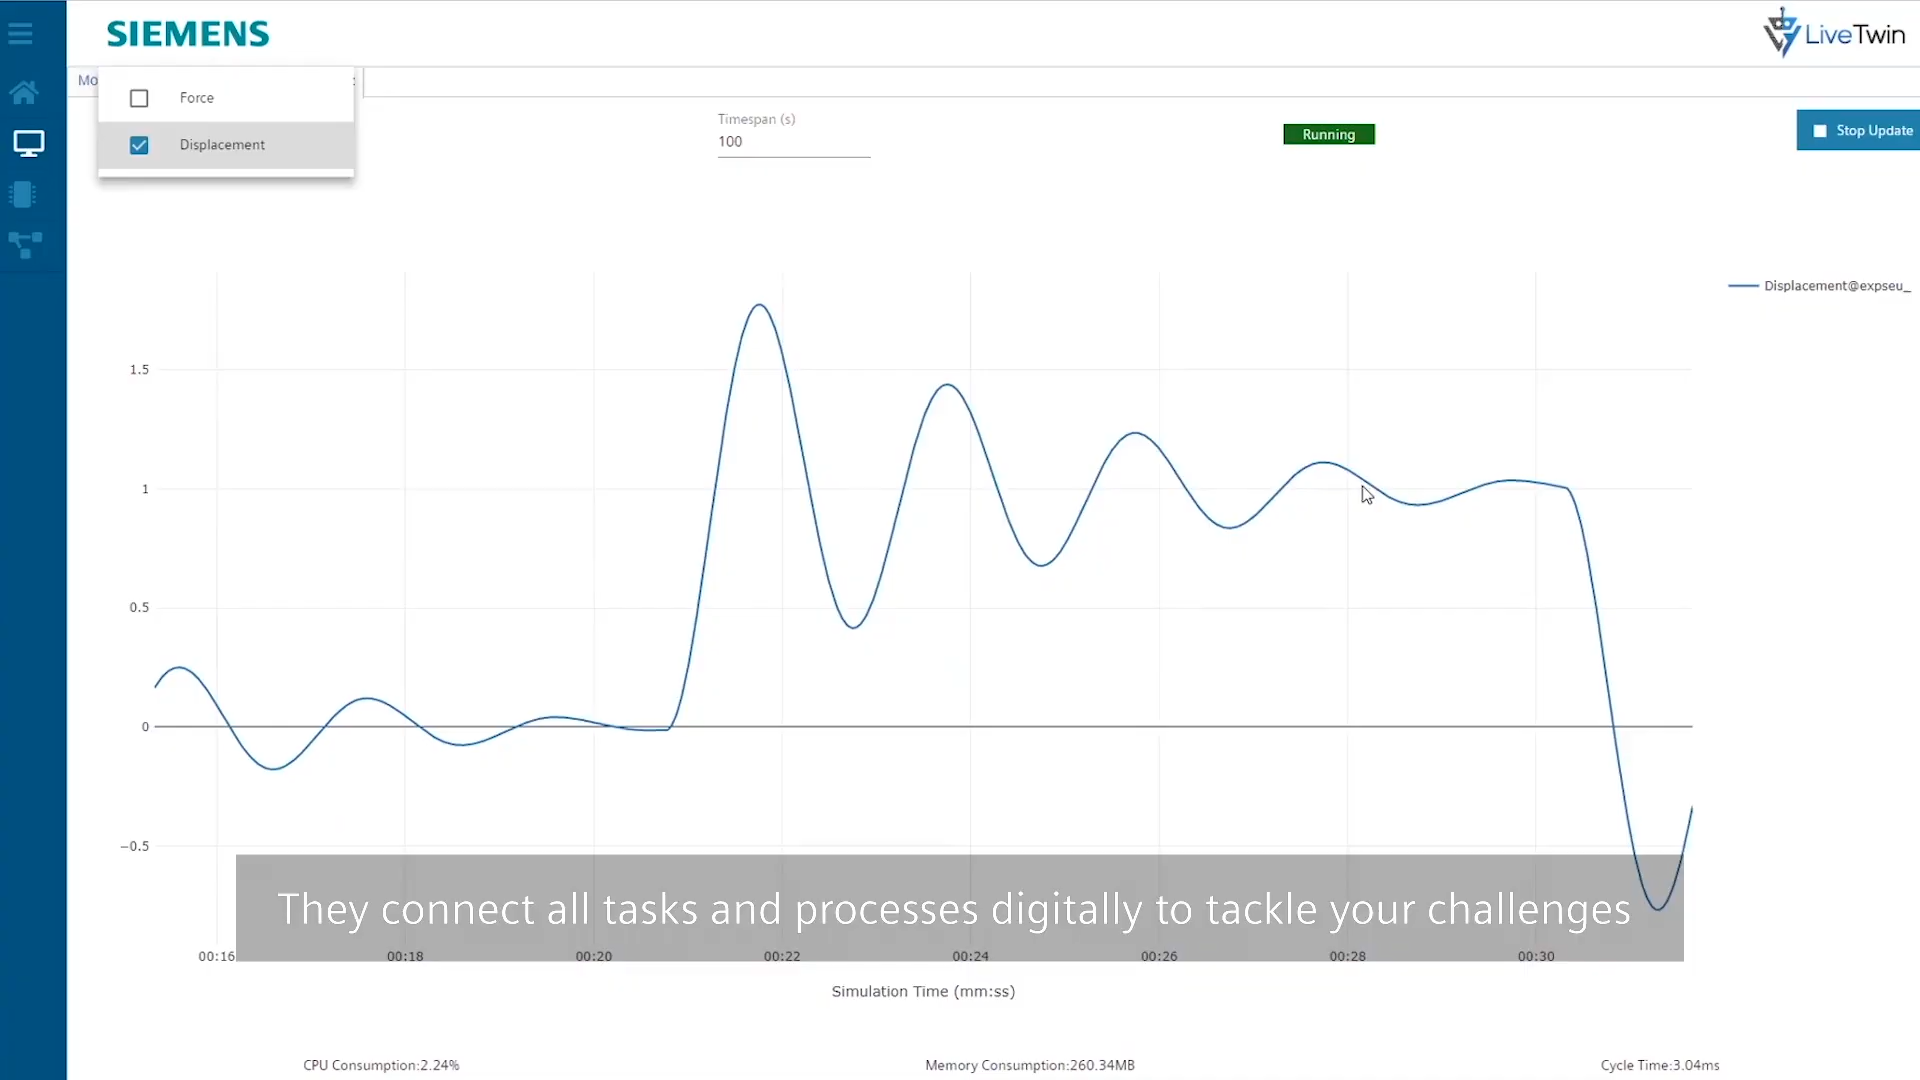 SIEMENS
LiveTwin
Mo
Force
Displacement
Timespan (s)
100
Running
Stop Update
Displacement@expseu_
1.5
1
0.5
0
−0.5
They connect all tasks and processes digitally to tackle your challenges
00:16 00:18 00:20 00:22 00:24 00:26 00:28 00:30
Simulation Time (mm:ss)
CPU Consumption:2.24% Memory Consumption:260.34MB Cycle Time:3.04ms